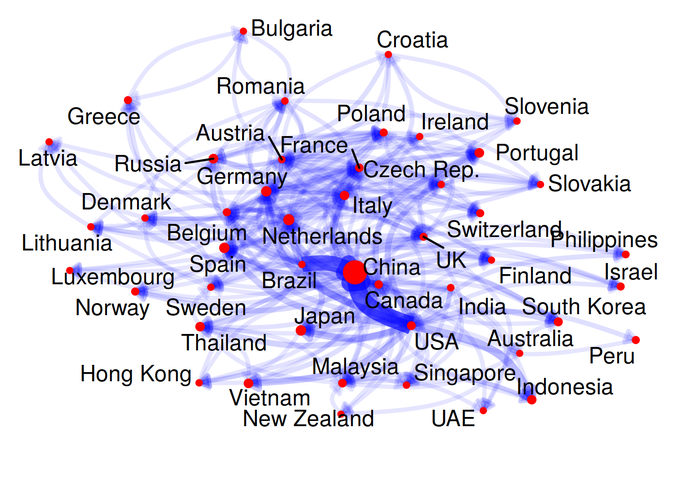 Bulgaria
Croatia
Romania
Greece
Poland
Ireland
Slovenia
Austria
France
Latvia
Russia
Czech Rep.
Portugal
Germany
Slovakia
Denmark
Italy
Lithuania
Belgium
Netherlands
Switzerland
Philippines
Spain
Brazil
China
UK
Luxembourg
Finland
Israel
Norway
Sweden
Canada
India
South Korea
Japan
Thailand
USA
Australia
Peru
Hong Kong
Malaysia
Singapore
Indonesia
Vietnam
New Zealand
UAE